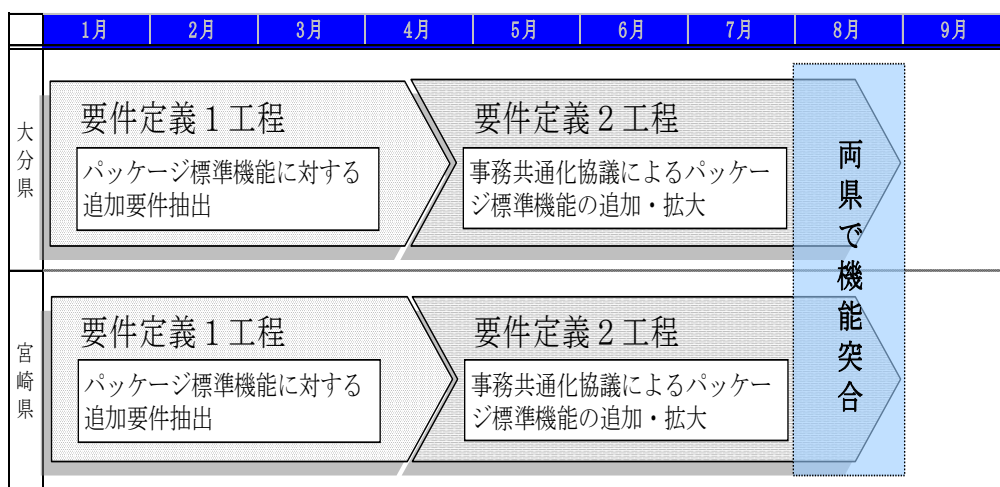 1月 2月 3月 4月 5月 6月 7月 8月 9月
大分県
要件定義1工程
パッケージ標準機能に対する
追加要件抽出
要件定義2工程
事務共通化協議によるパッケー
ジ標準機能の追加・拡大
両県で機能突合
宮崎県
要件定義1工程
パッケージ標準機能に対する
追加要件抽出
要件定義2工程
事務共通化協議によるパッケー
ジ標準機能の追加・拡大